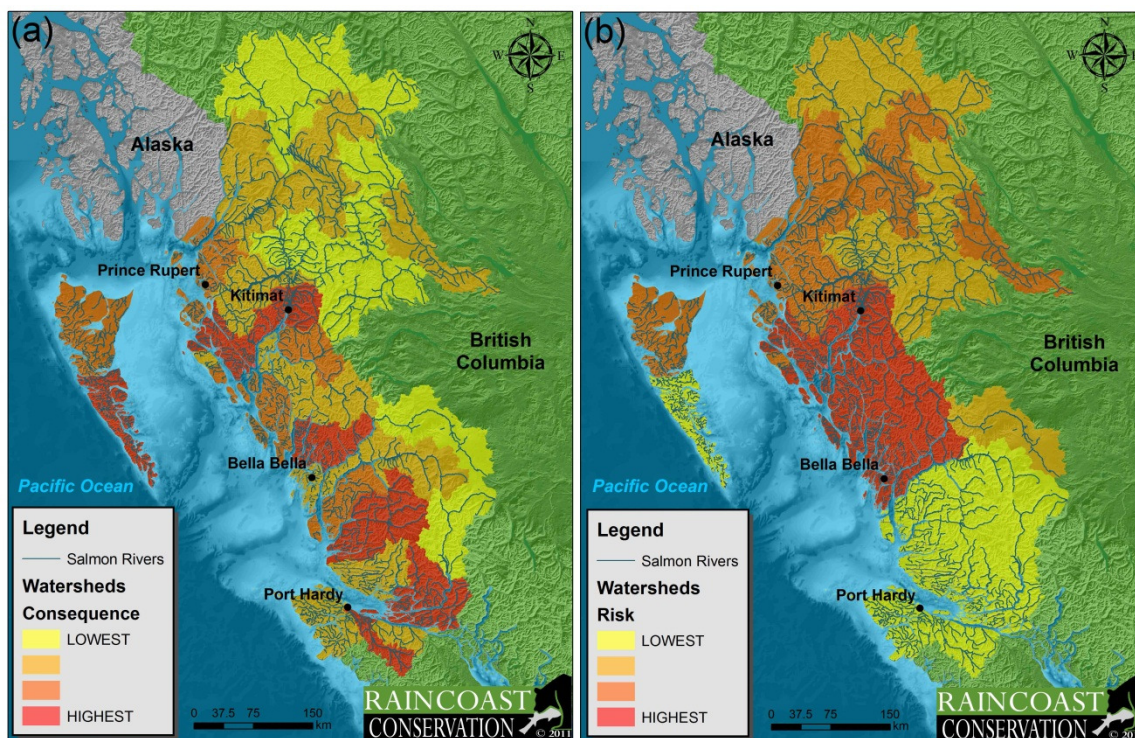 (a)
N
W E
S
Alaska
Prince Rupert
Kitimat
British
Columbia
Bella Bella
Pacific Ocean
Legend
Salmon Rivers
Watersheds
Consequence
LOWEST
HIGHEST
Port Hardy
0 37.5 75 150
km
RAINCOAST
CONSERVATION
© 2011
(b)
N
W E
S
Alaska
Prince Rupert
Kitimat
British
Columbia
Bella Bella
Pacific Ocean
Legend
Salmon Rivers
Watersheds
Risk
LOWEST
HIGHEST
Port Hardy
0 37.5 75 150
km
RAINCOAST
CONSERVATION